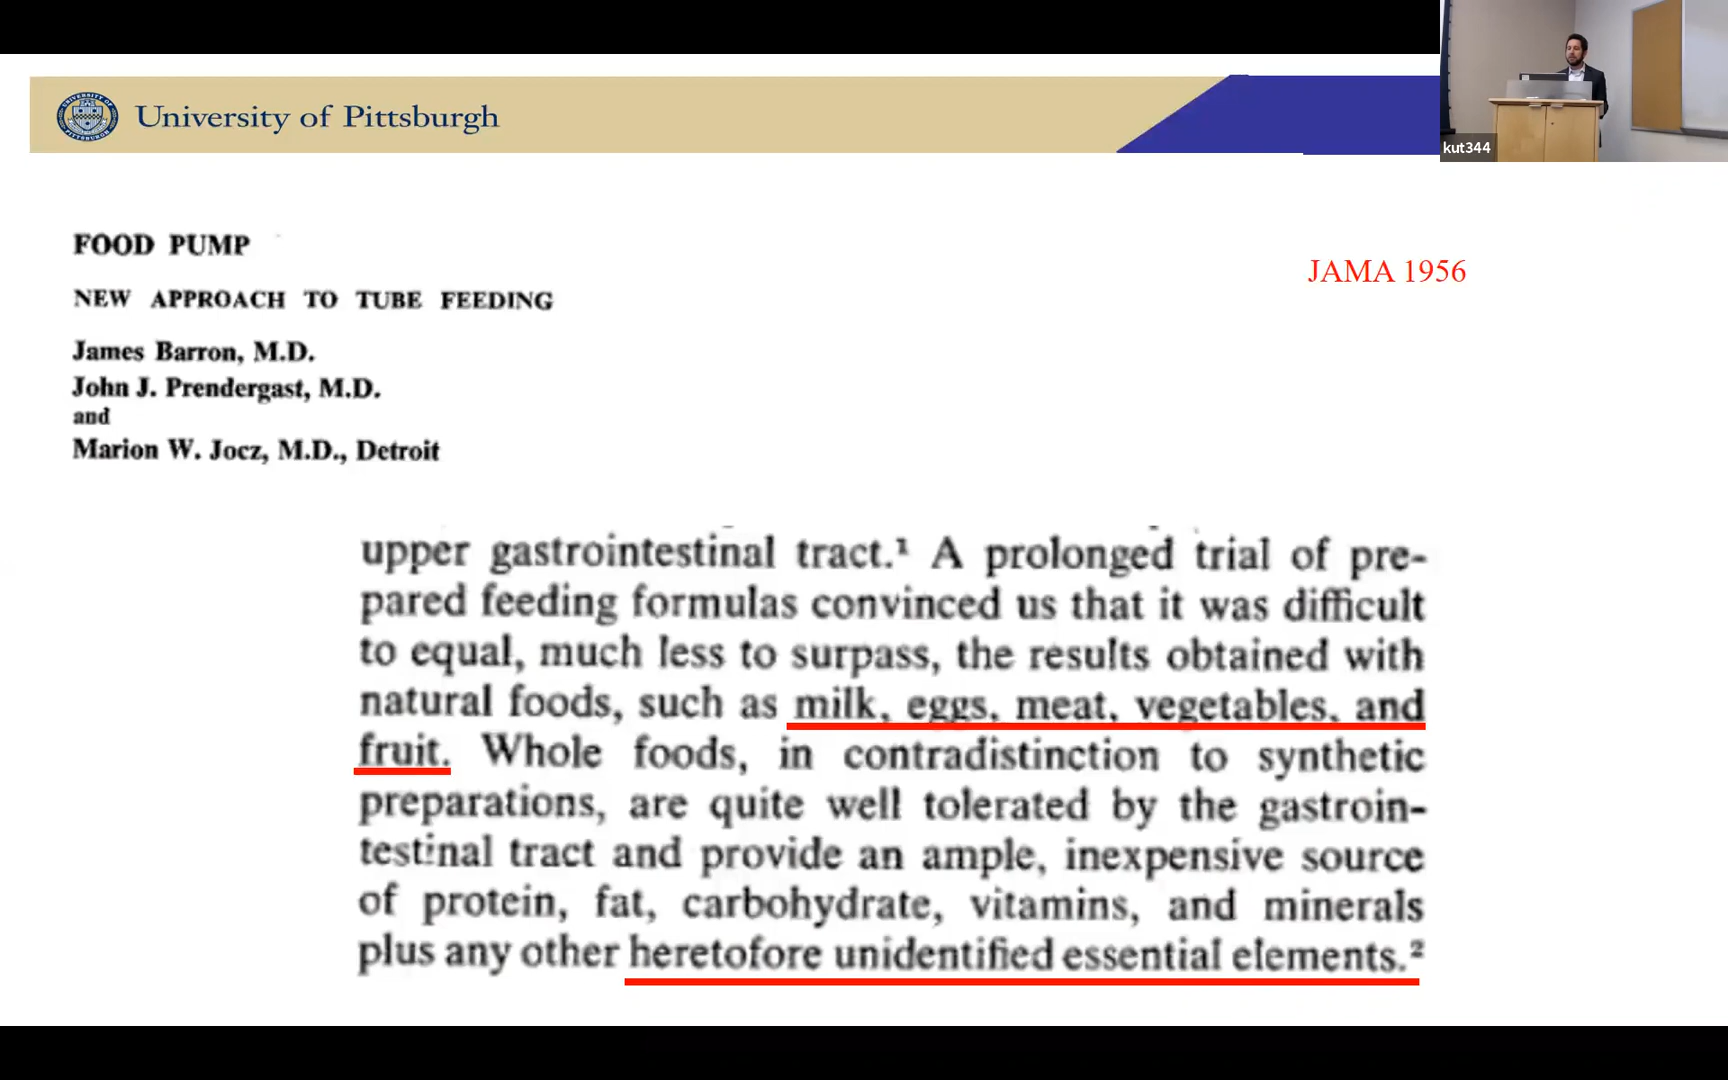 University of Pittsburgh
kut344
FOOD PUMP
JAMA 1956
NEW APPROACH TO TUBE FEEDING
James Barron, M.D.
John J. Prendergast, M.D.
and
Marion W. Jocz, M.D., Detroit
upper gastrointestinal tract.¹ A prolonged trial of pre-
pared feeding formulas convinced us that it was difficult
to equal, much less to surpass, the results obtained with
natural foods, such as milk, eggs, meat, vegetables, and
fruit. Whole foods, in contradistinction to synthetic
preparations, are quite well tolerated by the gastroin-
testinal tract and provide an ample, inexpensive source
of protein, fat, carbohydrate, vitamins, and minerals
plus any other heretofore unidentified essential elements.²